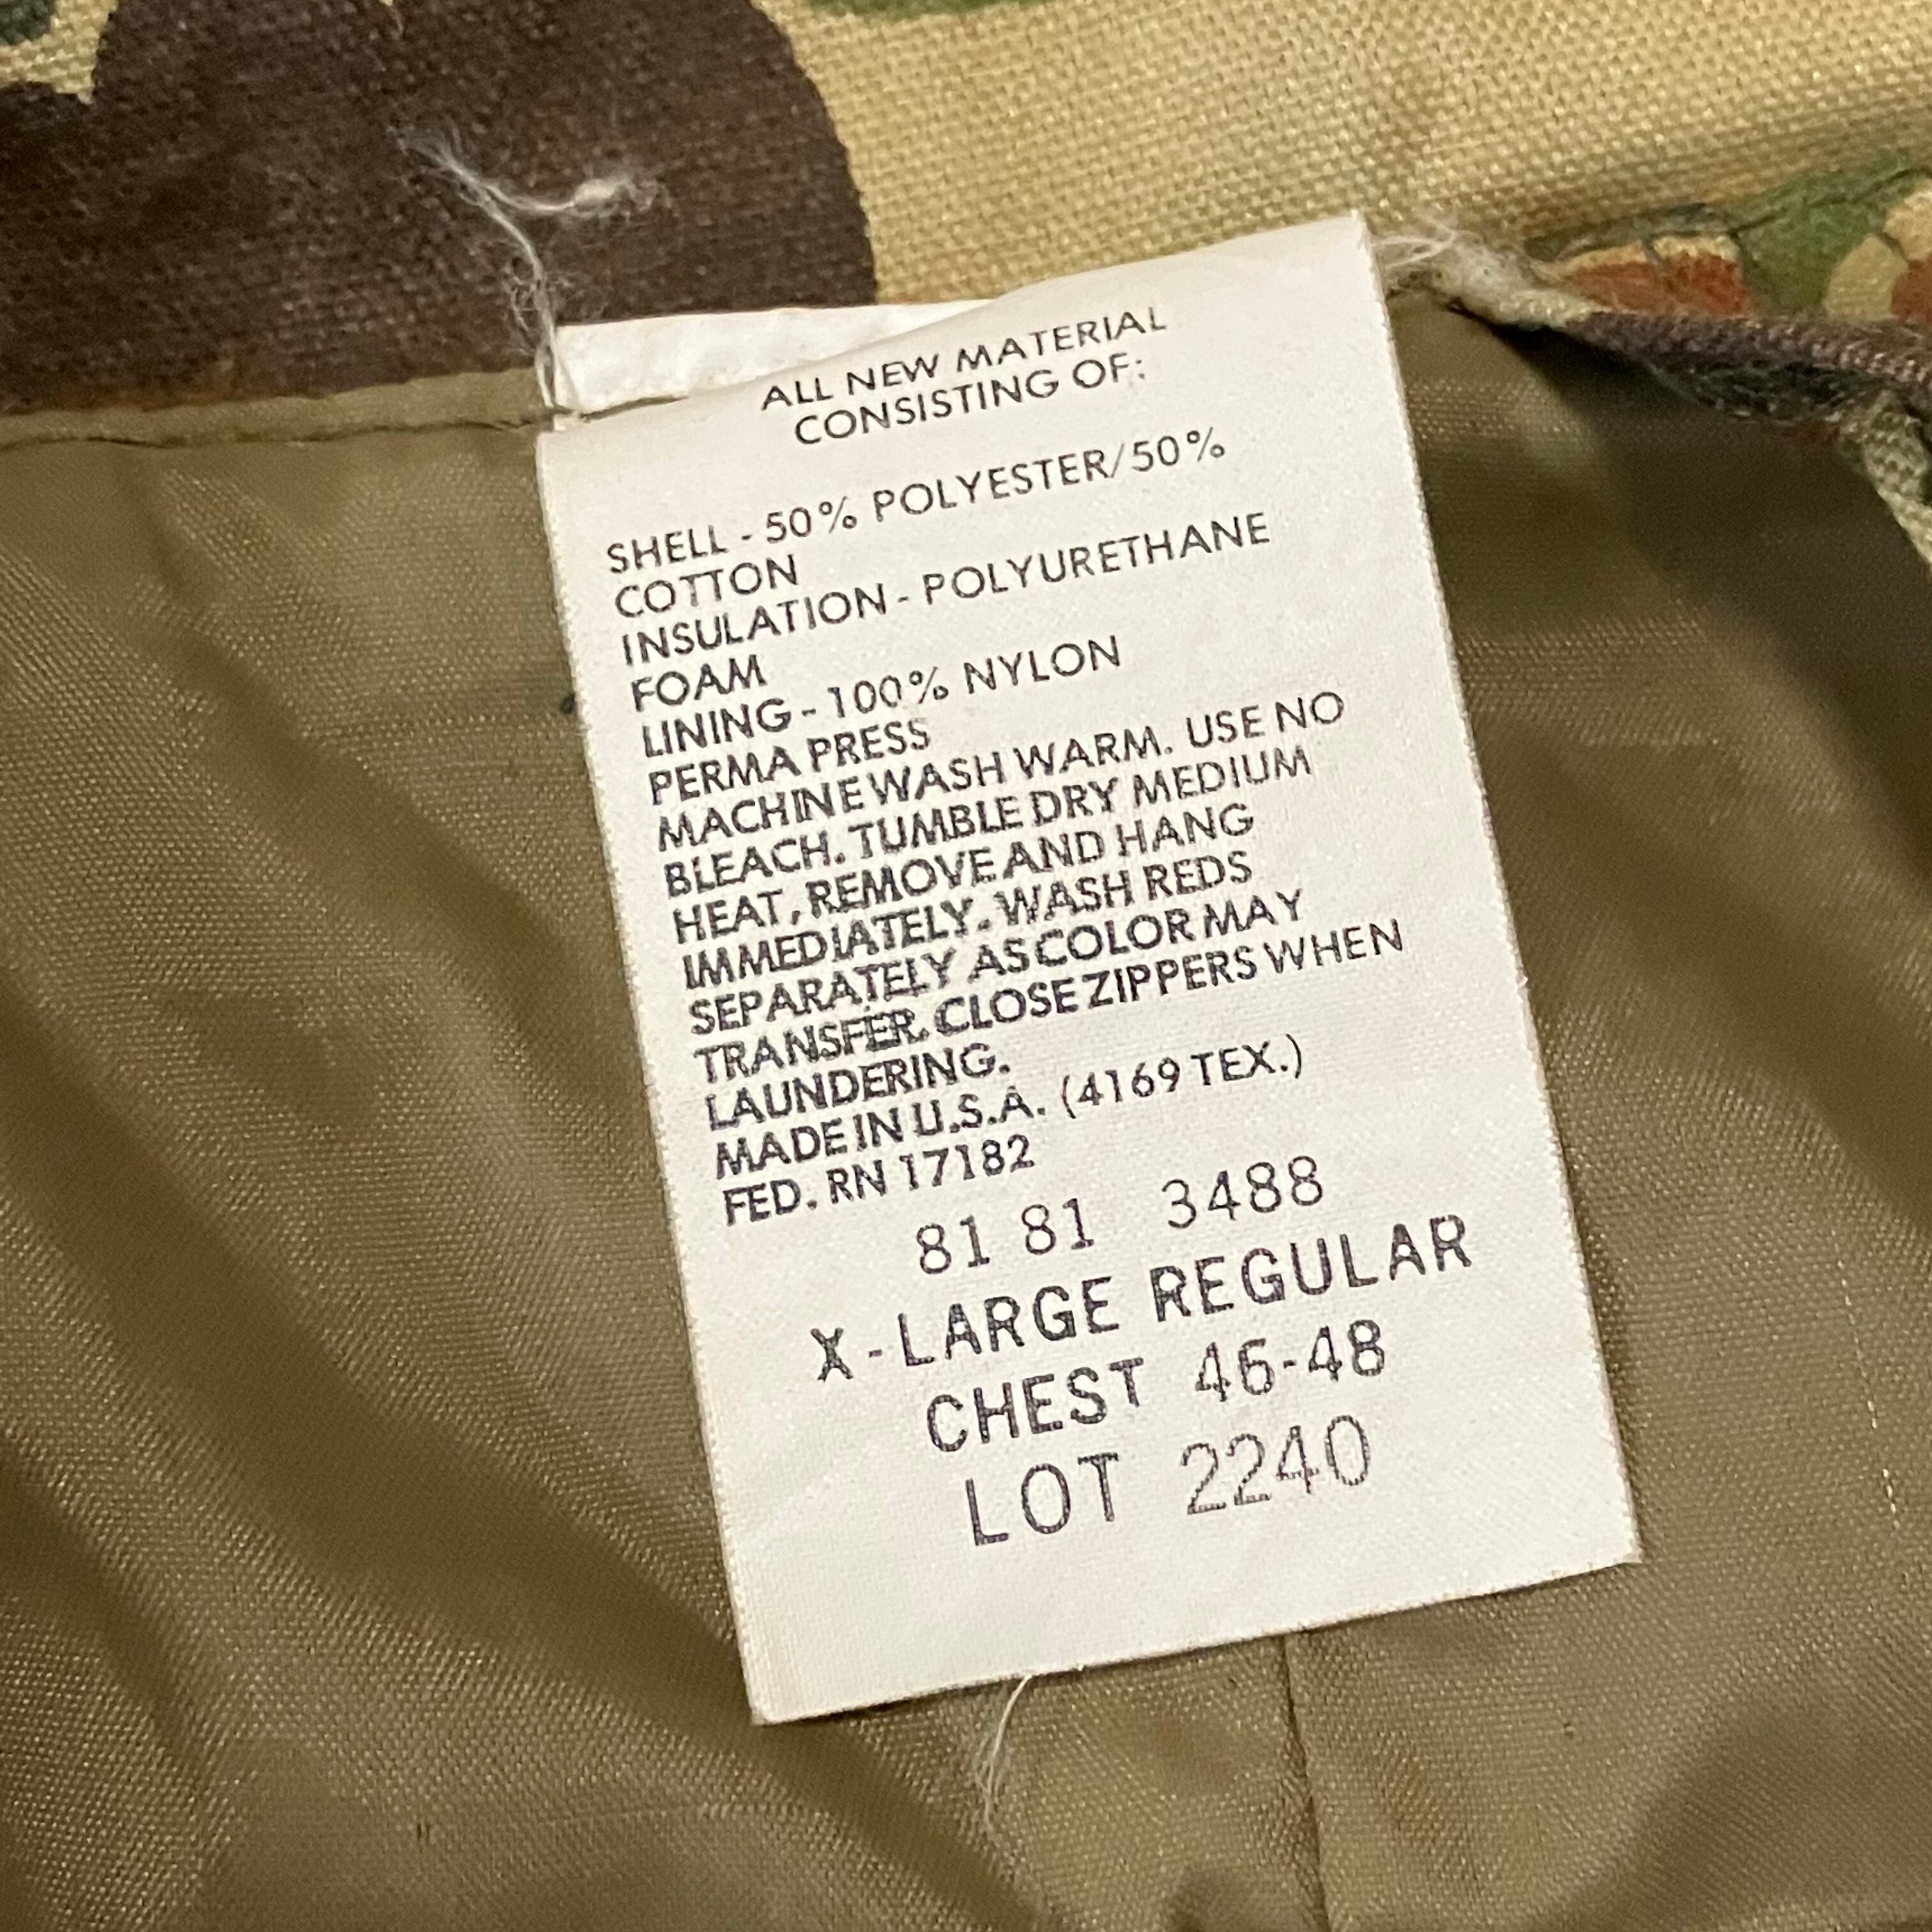 ALL NEW MATERIAL
CONSISTING OF:
SHELL - 50% POLYESTER/50%
COTTON
INSULATION - POLYURETHANE
FOAM
LINING - 100% NYLON
PERMA PRESS
MACHINE WASH WARM. USE NO
BLEACH. TUMBLE DRY MEDIUM
HEAT, REMOVE AND HANG
IMMEDIATELY. WASH REDS
SEPARATELY AS COLOR MAY
TRANSFER. CLOSE ZIPPERS WHEN
LAUNDERING.
MADE IN U.S.A. (4169 TEX.)
FED. RN 17182
81 81 3488
X-LARGE REGULAR
CHEST 46-48
LOT 2240